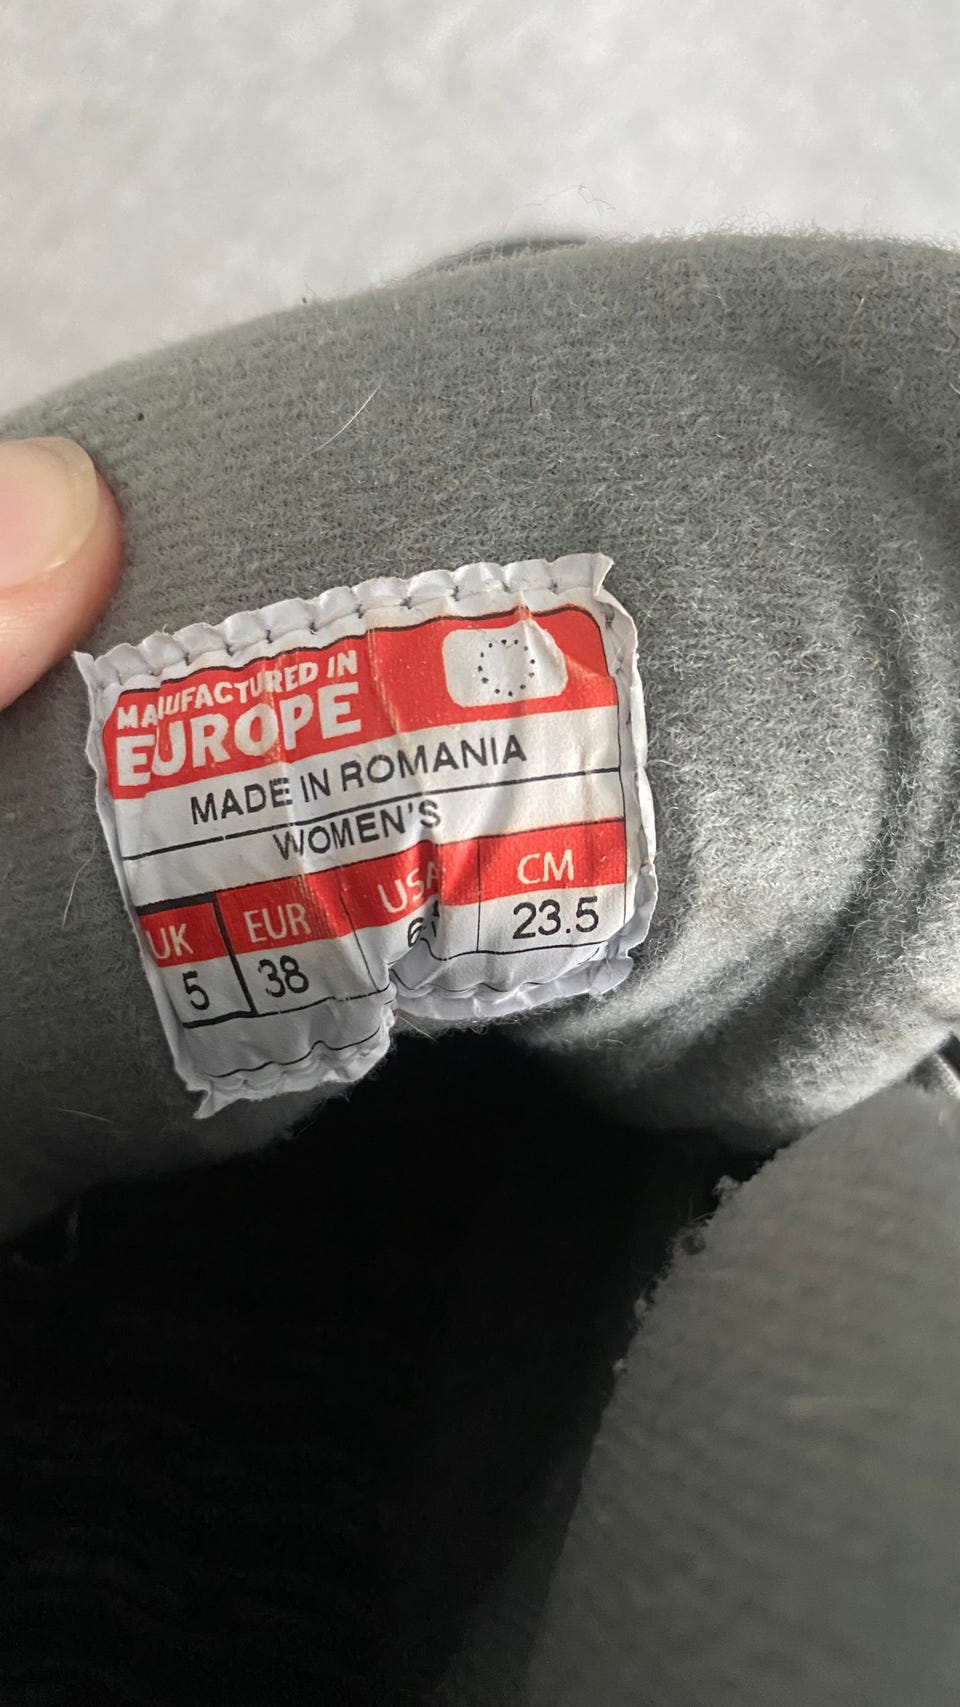 MANUFACTURED IN
EUROPE
MADE IN ROMANIA
WOMEN'S
UK EUR USA CM
5 38 23.5